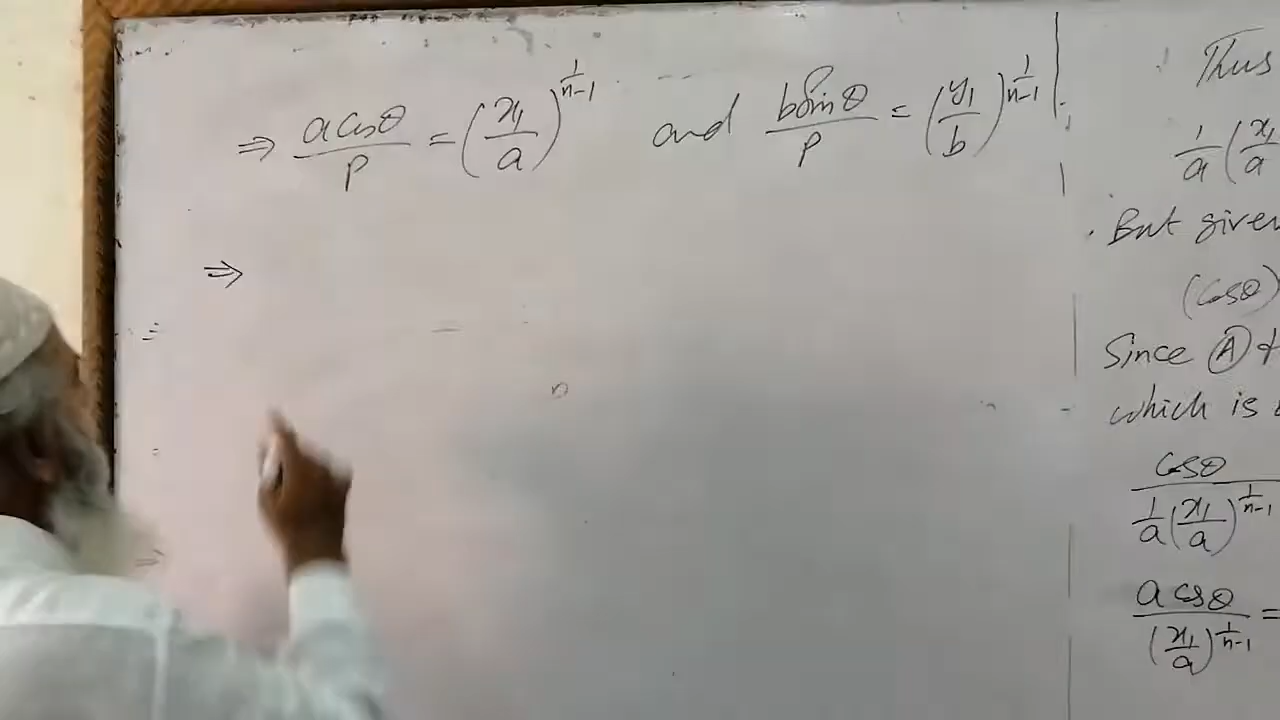 ⇒ a cosθ / p = (x₁/a)^(1/(n-1)) and b sinθ / p = (y₁/b)^(1/(n-1))
⇒
Thus
1/a (x₁/a
But given
(cosθ)
Since Ⓐ &
which is
cosθ / (1/a (x₁/a)^(1/(n-1)))
a cosθ / (x₁/a)^(1/(n-1)) =